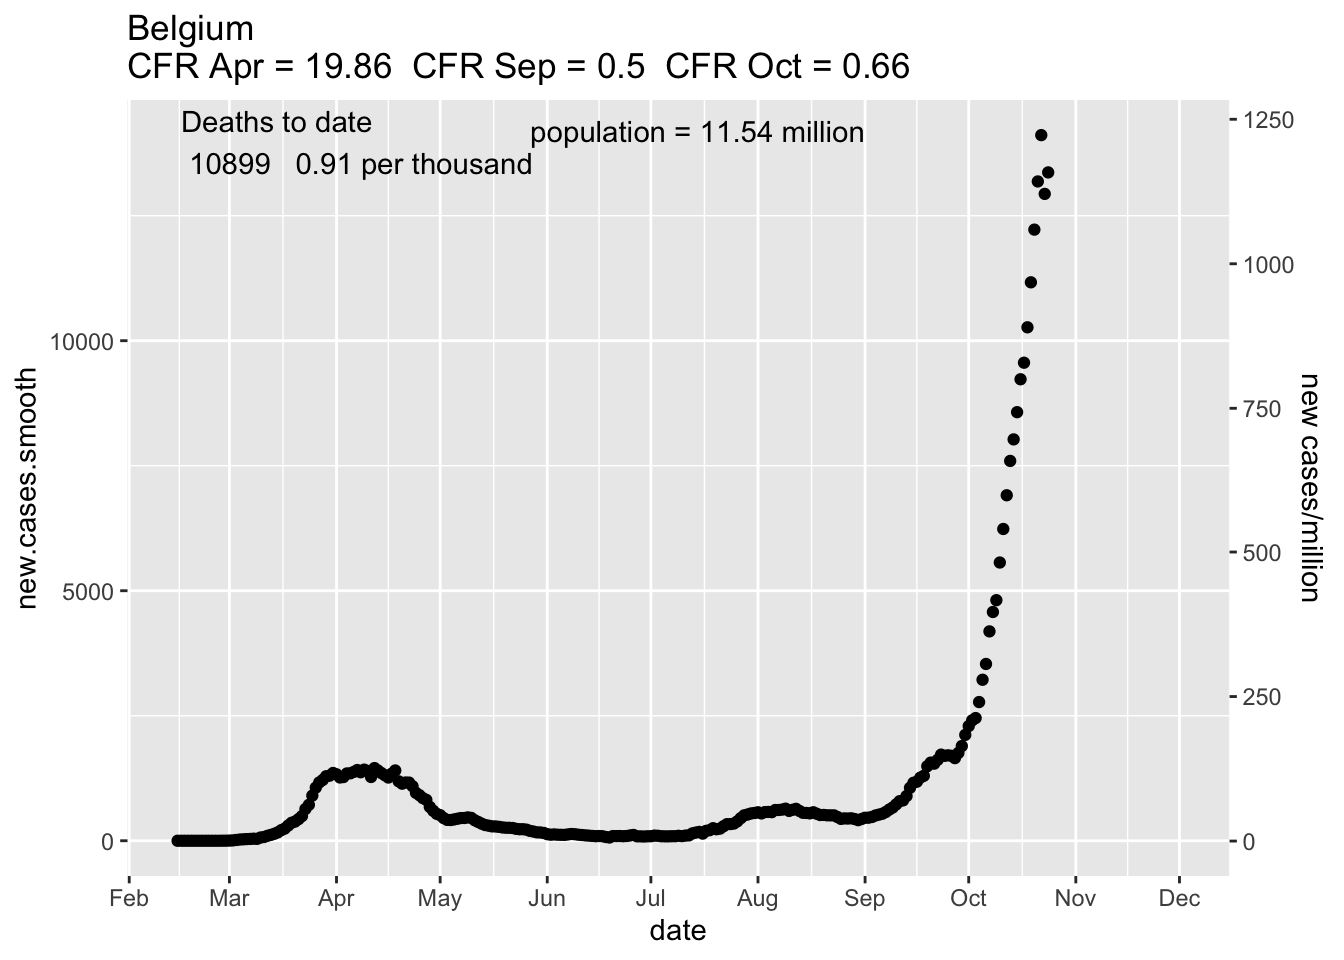 Belgium
CFR Apr = 19.86  CFR Sep = 0.5  CFR Oct = 0.66
Deaths to date
10899   0.91 per thousand
population = 11.54 million
new.cases.smooth
10000
5000
0
1250
1000
750
500
250
0
new cases/million
Feb Mar Apr May Jun Jul Aug Sep Oct Nov Dec
date